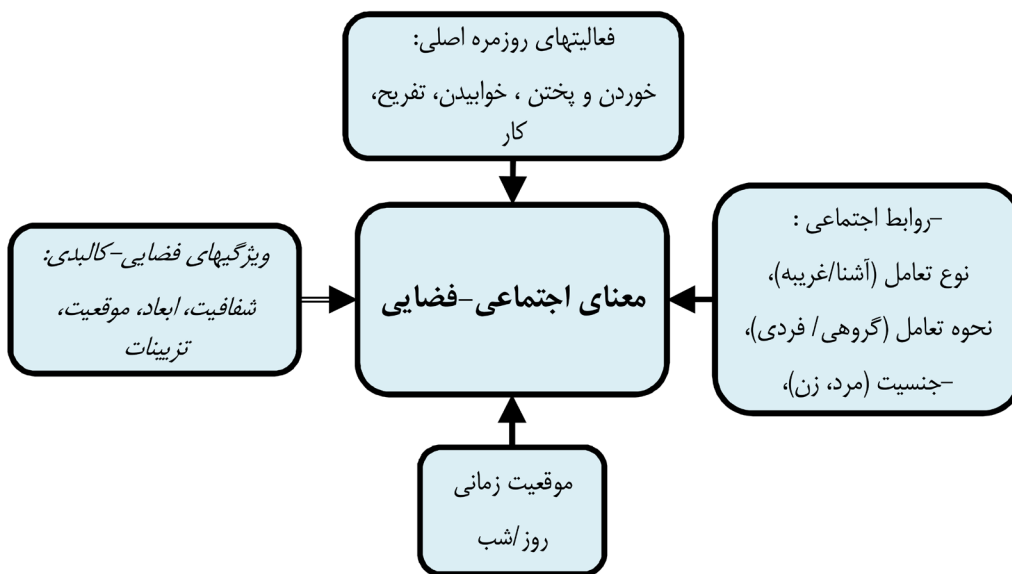 فعالیتهای روزمره اصلی:
خوردن و پختن ، خوابیدن، تفریح،
کار
–روابط اجتماعی :
نوع تعامل (آشنا/غریبه)،
نحوه تعامل (گروهی/ فردی)،
–جنسیت (مرد، زن)،
معنای اجتماعی–فضایی
ویژگیهای فضایی–کالبدی:
شفافیت، ابعاد، موقعیت،
تزیینات
موقعیت زمانی
روز/شب